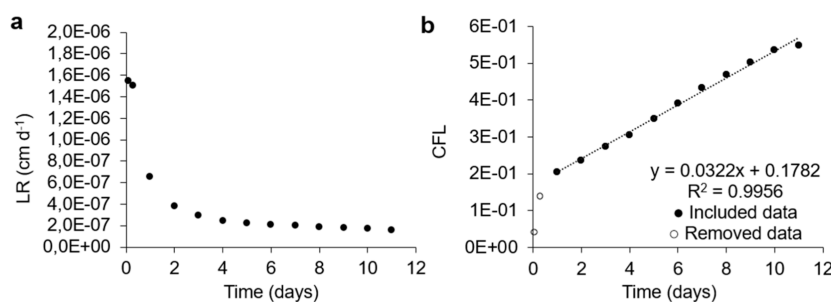 a
2,0E-06
1,8E-06
1,6E-06
1,4E-06
1,2E-06
1,0E-06
8,0E-07
6,0E-07
4,0E-07
2,0E-07
0,0E+00
LR (cm d-1)
0 2 4 6 8 10 12
Time (days)
b
6E-01
5E-01
4E-01
3E-01
2E-01
1E-01
0E+00
CFL
y = 0.0322x + 0.1782
R2 = 0.9956
Included data
Removed data
0 2 4 6 8 10 12
Time (days)